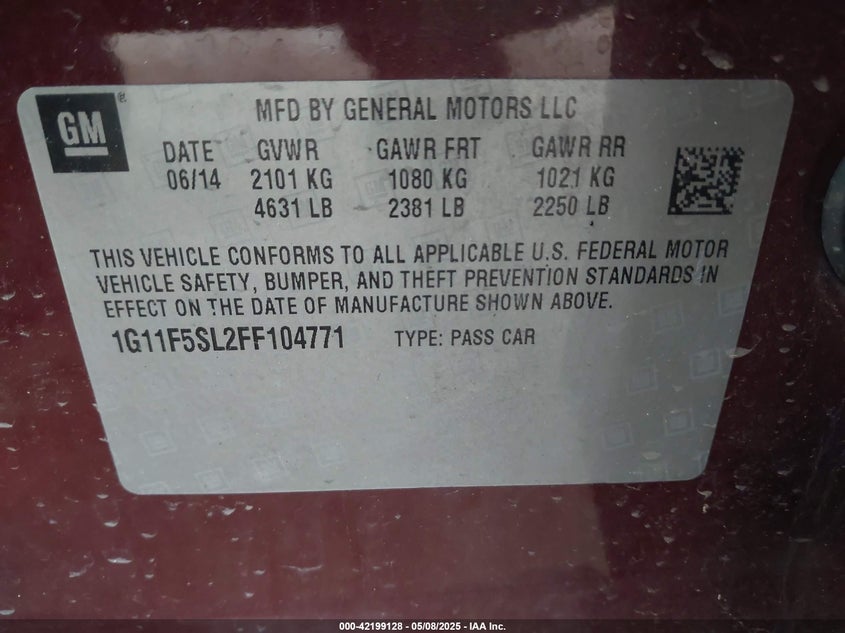 GM®
MFD BY GENERAL MOTORS LLC
DATE GVWR GAWR FRT GAWR RR
06/14 2101 KG 1080 KG 1021 KG
4631 LB 2381 LB 2250 LB
THIS VEHICLE CONFORMS TO ALL APPLICABLE U.S. FEDERAL MOTOR
VEHICLE SAFETY, BUMPER, AND THEFT PREVENTION STANDARDS IN
EFFECT ON THE DATE OF MANUFACTURE SHOWN ABOVE.
1G11F5SL2FF104771 TYPE: PASS CAR
000-42199128 - 05/08/2025 - IAA Inc.